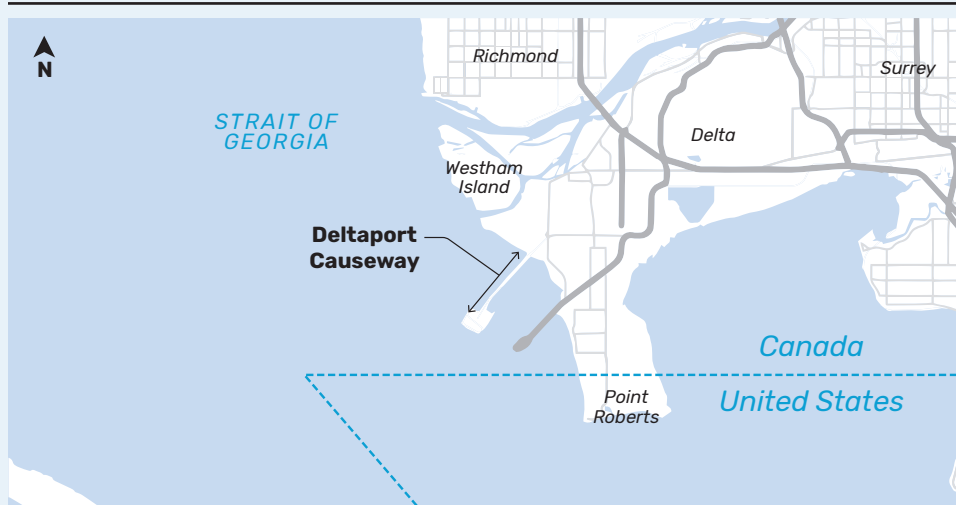 N
Richmond
Surrey
STRAIT OF
GEORGIA
Delta
Westham
Island
Deltaport
Causeway
Canada
United States
Point
Roberts